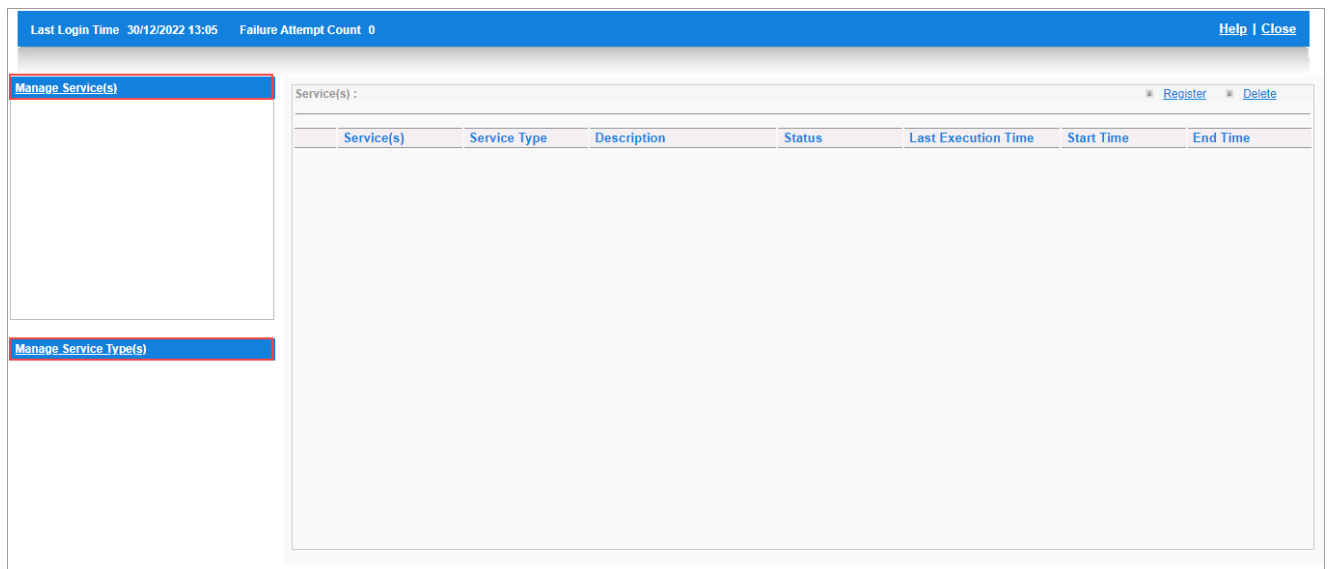 Last Login Time 30/12/2022 13:05 Failure Attempt Count 0 Help | Close
Manage Service(s)
Service(s) : Register Delete
Service(s) Service Type Description Status Last Execution Time Start Time End Time
Manage Service Type(s)